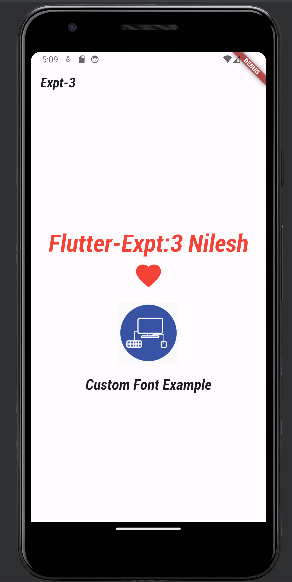 5:09
DEBUG
Expt-3
Flutter-Expt:3 Nilesh
Custom Font Example